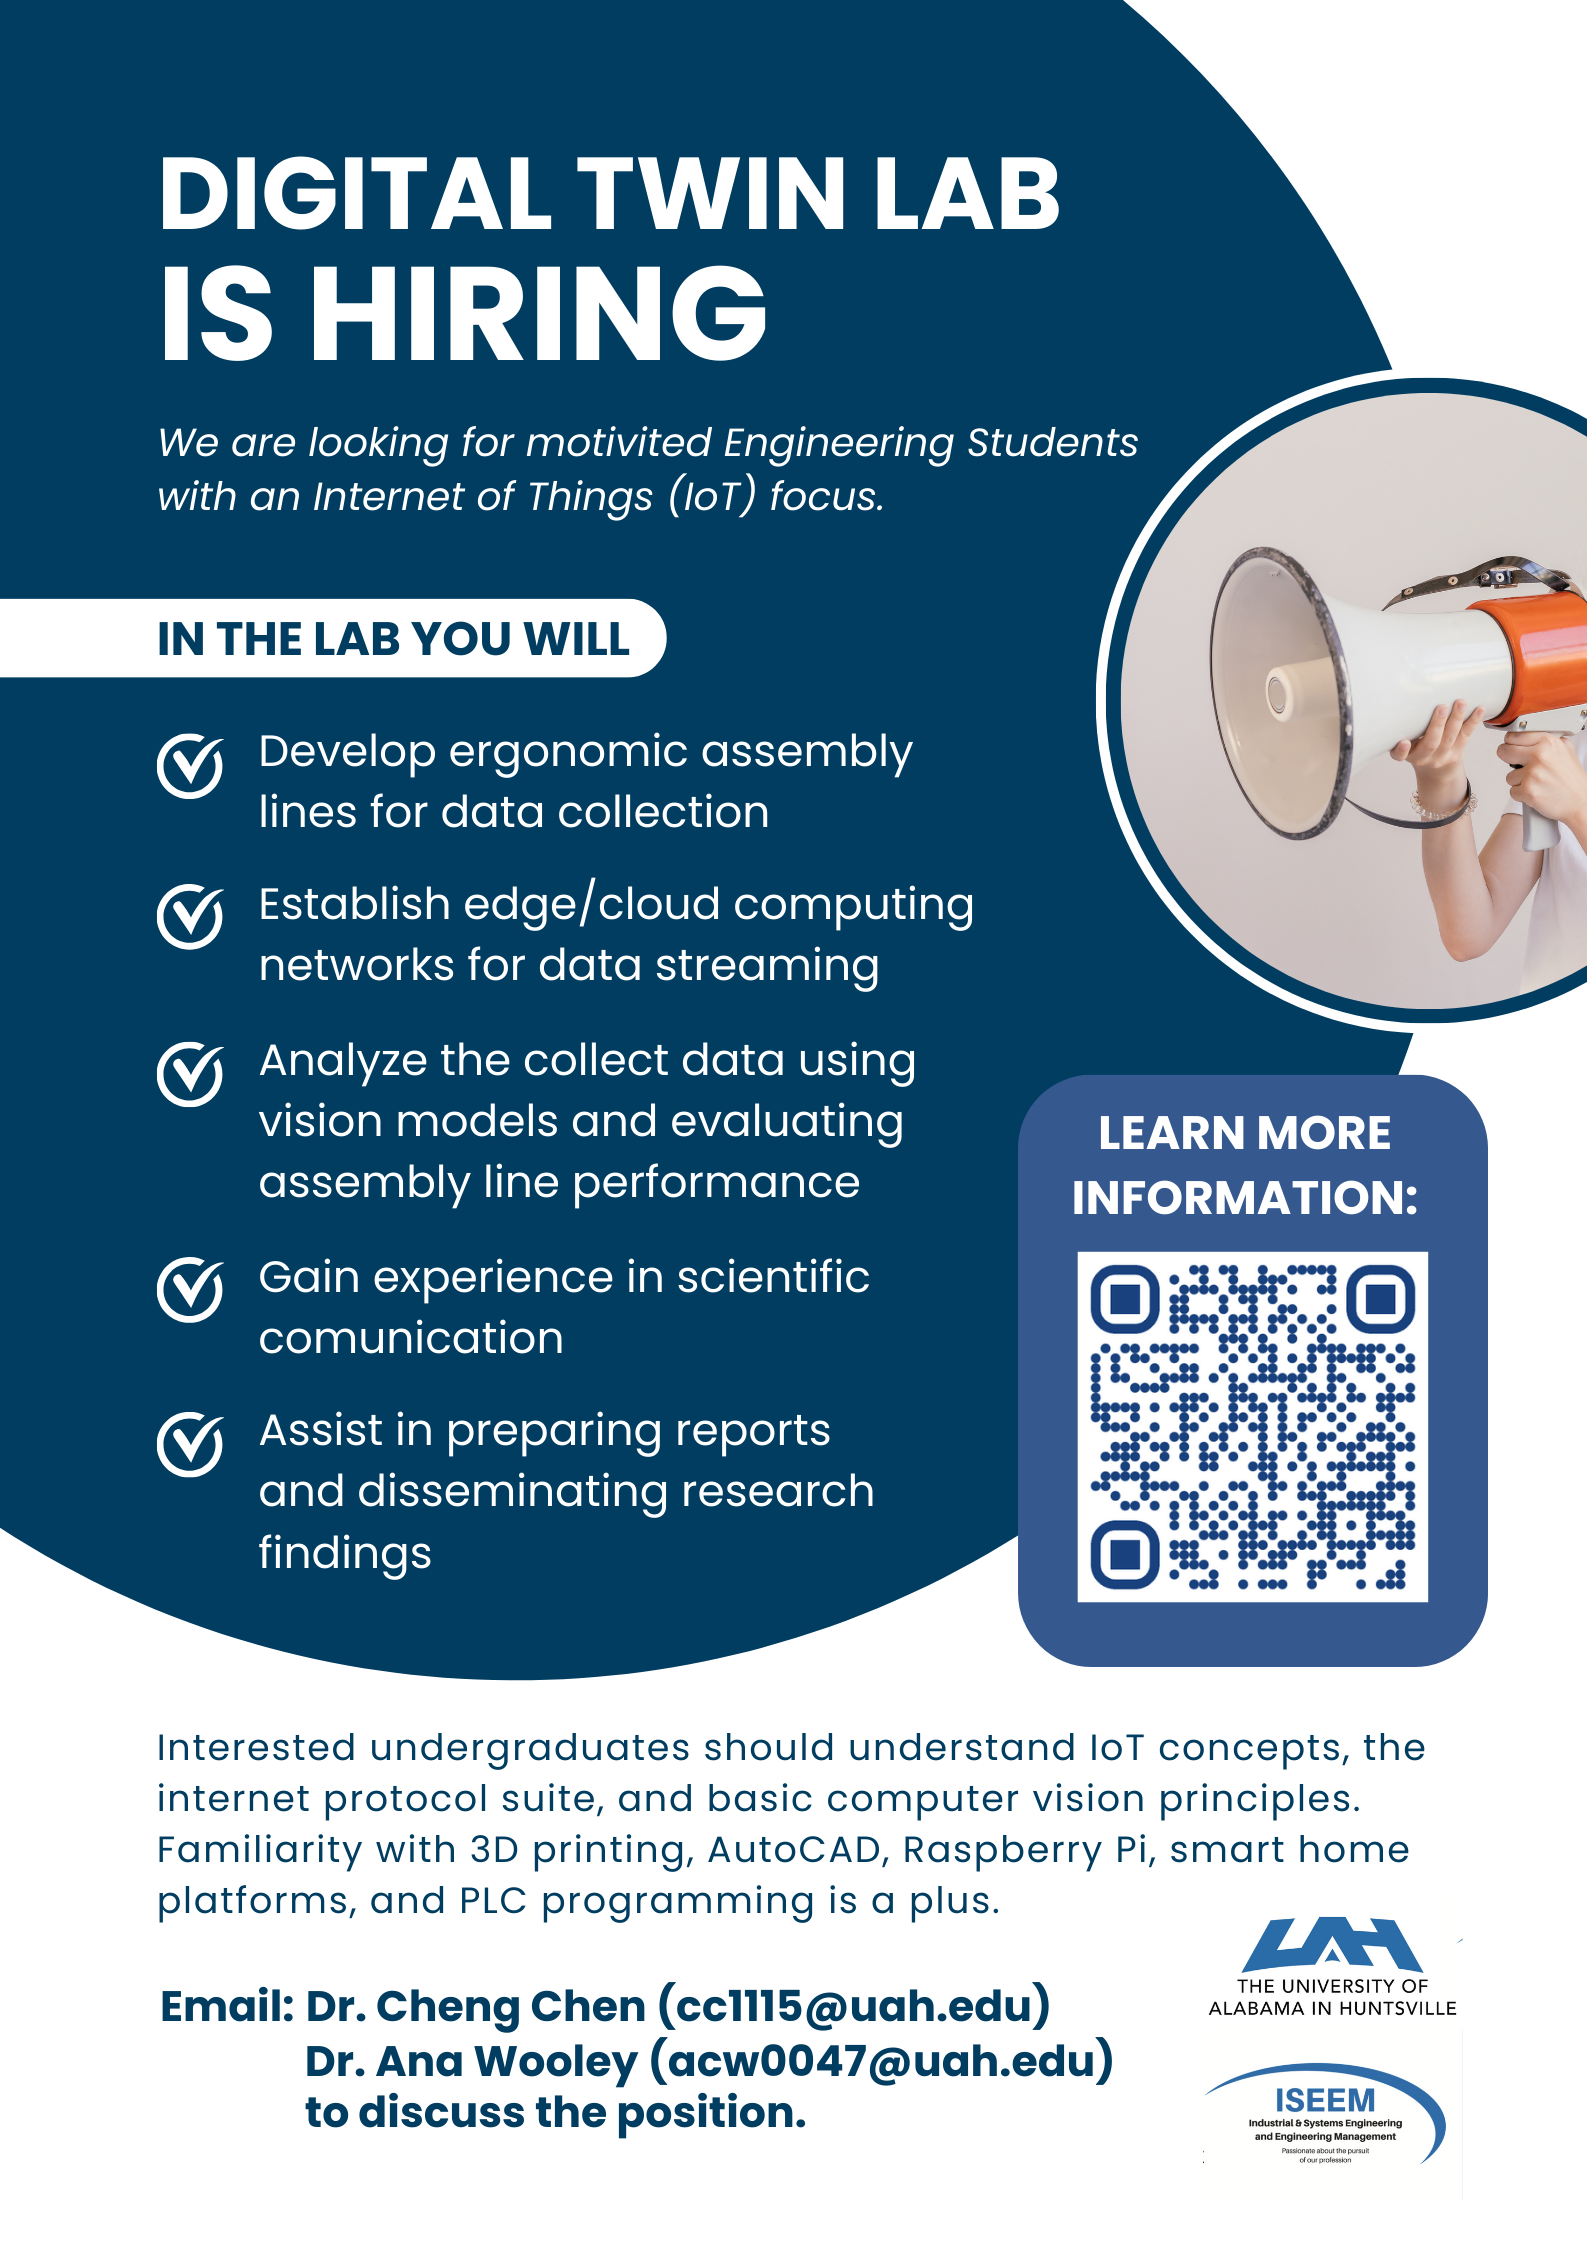 DIGITAL TWIN LAB
IS HIRING
We are looking for motivited Engineering Students
with an Internet of Things (IoT) focus.
IN THE LAB YOU WILL
Develop ergonomic assembly
lines for data collection
Establish edge/cloud computing
networks for data streaming
Analyze the collect data using
vision models and evaluating
assembly line performance
Gain experience in scientific
comunication
Assist in preparing reports
and disseminating research
findings
LEARN MORE
INFORMATION:
Interested undergraduates should understand IoT concepts, the
internet protocol suite, and basic computer vision principles.
Familiarity with 3D printing, AutoCAD, Raspberry Pi, smart home
platforms, and PLC programming is a plus.
Email: Dr. Cheng Chen (cc1115@uah.edu)
Dr. Ana Wooley (acw0047@uah.edu)
to discuss the position.
UAH
THE UNIVERSITY OF
ALABAMA IN HUNTSVILLE
ISEEM
Industrial & Systems Engineering
and Engineering Management
Passionate about the pursuit
of our profession